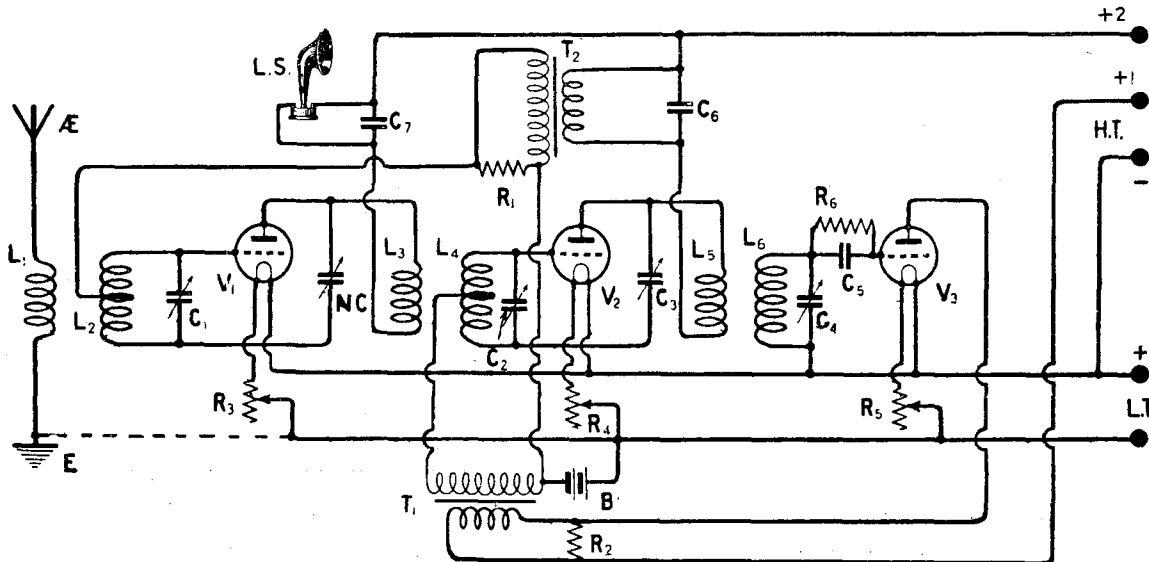 +2
L.S.
T2
+1
Æ
C7
C6
H.T.
−
R1
R6
L1
L3
L4
L5
L6
V1
V2
C5
V3
L2
C1
NC
C2
C3
C4
+
R3
R4
R5
L.T
E
T1
B
R2